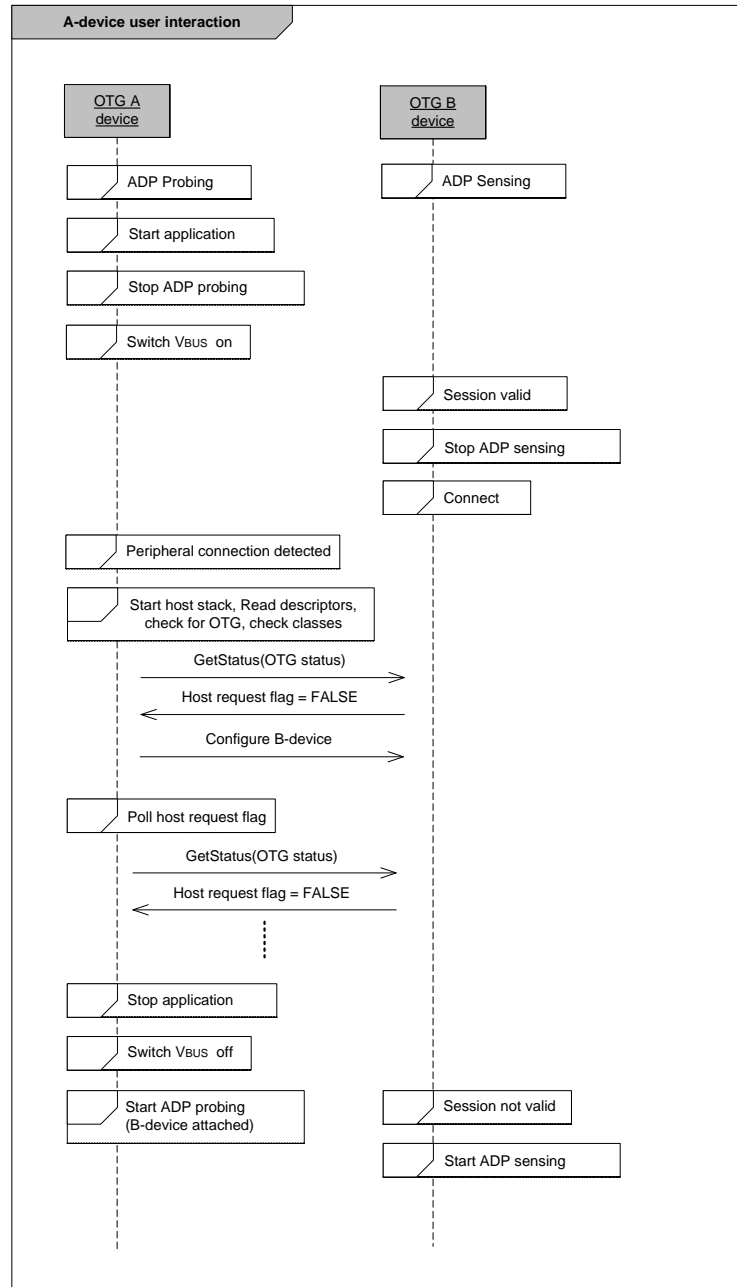 A-device user interaction
OTG A
device
OTG B
device
ADP Probing
ADP Sensing
Start application
Stop ADP probing
Switch VBUS on
Session valid
Stop ADP sensing
Connect
Peripheral connection detected
Start host stack, Read descriptors,
check for OTG, check classes
GetStatus(OTG status)
Host request flag = FALSE
Configure B-device
Poll host request flag
GetStatus(OTG status)
Host request flag = FALSE
Stop application
Switch VBUS off
Start ADP probing
(B-device attached)
Session not valid
Start ADP sensing